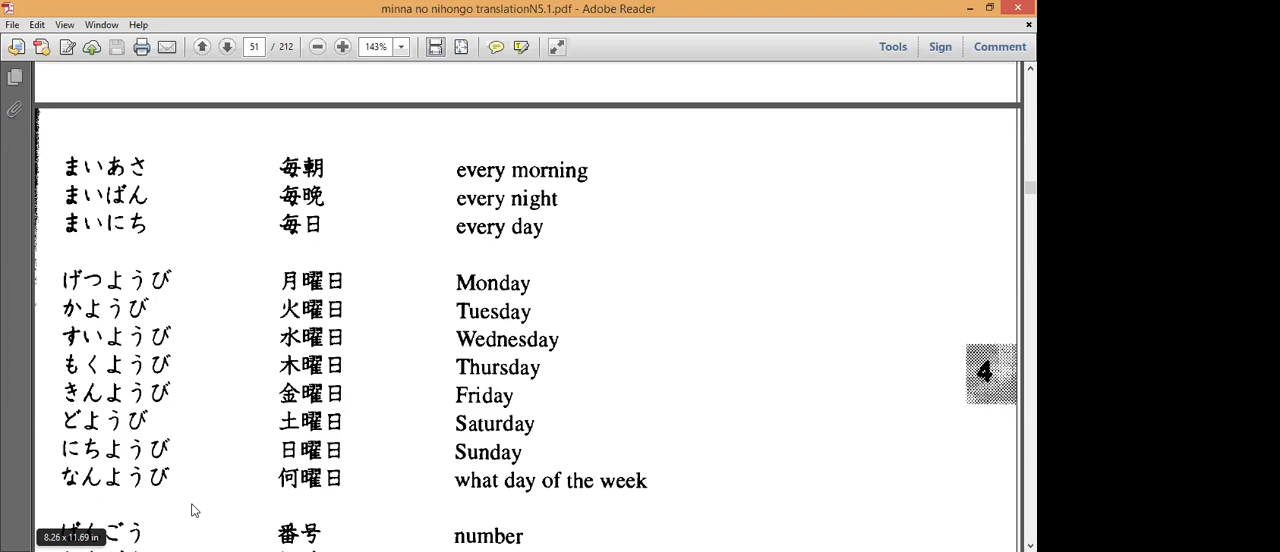 minna no nihongo translationN5.1.pdf - Adobe Reader
File Edit View Window Help
51 / 212 143% Tools Sign Comment
まいあさ 毎朝 every morning
まいばん 毎晩 every night
まいにち 毎日 every day
げつようび 月曜日 Monday
かようび 火曜日 Tuesday
すいようび 水曜日 Wednesday
もくようび 木曜日 Thursday
4
きんようび 金曜日 Friday
どようび 土曜日 Saturday
にちようび 日曜日 Sunday
なんようび 何曜日 what day of the week
ばんごう 番号 number
8.26 x 11.69 in